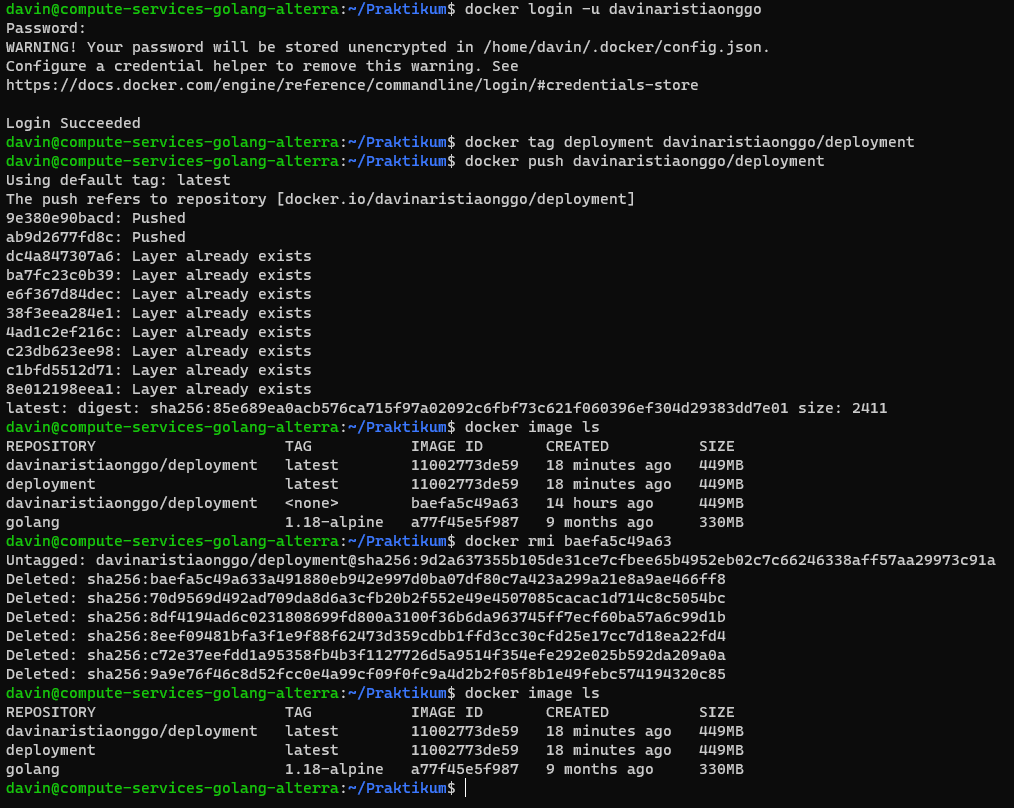 davin@compute-services-golang-alterra:~/Praktikum$ docker login -u davinaristiaonggo
Password:
WARNING! Your password will be stored unencrypted in /home/davin/.docker/config.json.
Configure a credential helper to remove this warning. See
https://docs.docker.com/engine/reference/commandline/login/#credentials-store
Login Succeeded
davin@compute-services-golang-alterra:~/Praktikum$ docker tag deployment davinaristiaonggo/deployment
davin@compute-services-golang-alterra:~/Praktikum$ docker push davinaristiaonggo/deployment
Using default tag: latest
The push refers to repository [docker.io/davinaristiaonggo/deployment]
9e380e90bacd: Pushed
ab9d2677fd8c: Pushed
dc4a847307a6: Layer already exists
ba7fc23c0b39: Layer already exists
e6f367d84dec: Layer already exists
38f3eea284e1: Layer already exists
4ad1c2ef216c: Layer already exists
c23db623ee98: Layer already exists
c1bfd5512d71: Layer already exists
8e012198eea1: Layer already exists
latest: digest: sha256:85e689ea0acb576ca715f97a02092c6fbf73c621f060396ef304d29383dd7e01 size: 2411
davin@compute-services-golang-alterra:~/Praktikum$ docker image ls
REPOSITORY TAG IMAGE ID CREATED SIZE
davinaristiaonggo/deployment latest 11002773de59 18 minutes ago 449MB
deployment latest 11002773de59 18 minutes ago 449MB
davinaristiaonggo/deployment <none> baefa5c49a63 14 hours ago 449MB
golang 1.18-alpine a77f45e5f987 9 months ago 330MB
davin@compute-services-golang-alterra:~/Praktikum$ docker rmi baefa5c49a63
Untagged: davinaristiaonggo/deployment@sha256:9d2a637355b105de31ce7cfbee65b4952eb02c7c66246338aff57aa29973c91a
Deleted: sha256:baefa5c49a633a491880eb942e997d0ba07df80c7a423a299a21e8a9ae466ff8
Deleted: sha256:70d9569d492ad709da8d6a3cfb20b2f552e49e4507085cacac1d714c8c5054bc
Deleted: sha256:8df4194ad6c0231808699fd800a3100f36b6da963745ff7ecf60ba57a6c99d1b
Deleted: sha256:8eef09481bfa3f1e9f88f62473d359cdbb1ffd3cc30cfd25e17cc7d18ea22fd4
Deleted: sha256:c72e37eefdd1a95358fb4b3f1127726d5a9514f354efe292e025b592da209a0a
Deleted: sha256:9a9e76f46c8d52fcc0e4a99cf09f0fc9a4d2b2f05f8b1e49febc574194320c85
davin@compute-services-golang-alterra:~/Praktikum$ docker image ls
REPOSITORY TAG IMAGE ID CREATED SIZE
davinaristiaonggo/deployment latest 11002773de59 18 minutes ago 449MB
deployment latest 11002773de59 18 minutes ago 449MB
golang 1.18-alpine a77f45e5f987 9 months ago 330MB
davin@compute-services-golang-alterra:~/Praktikum$